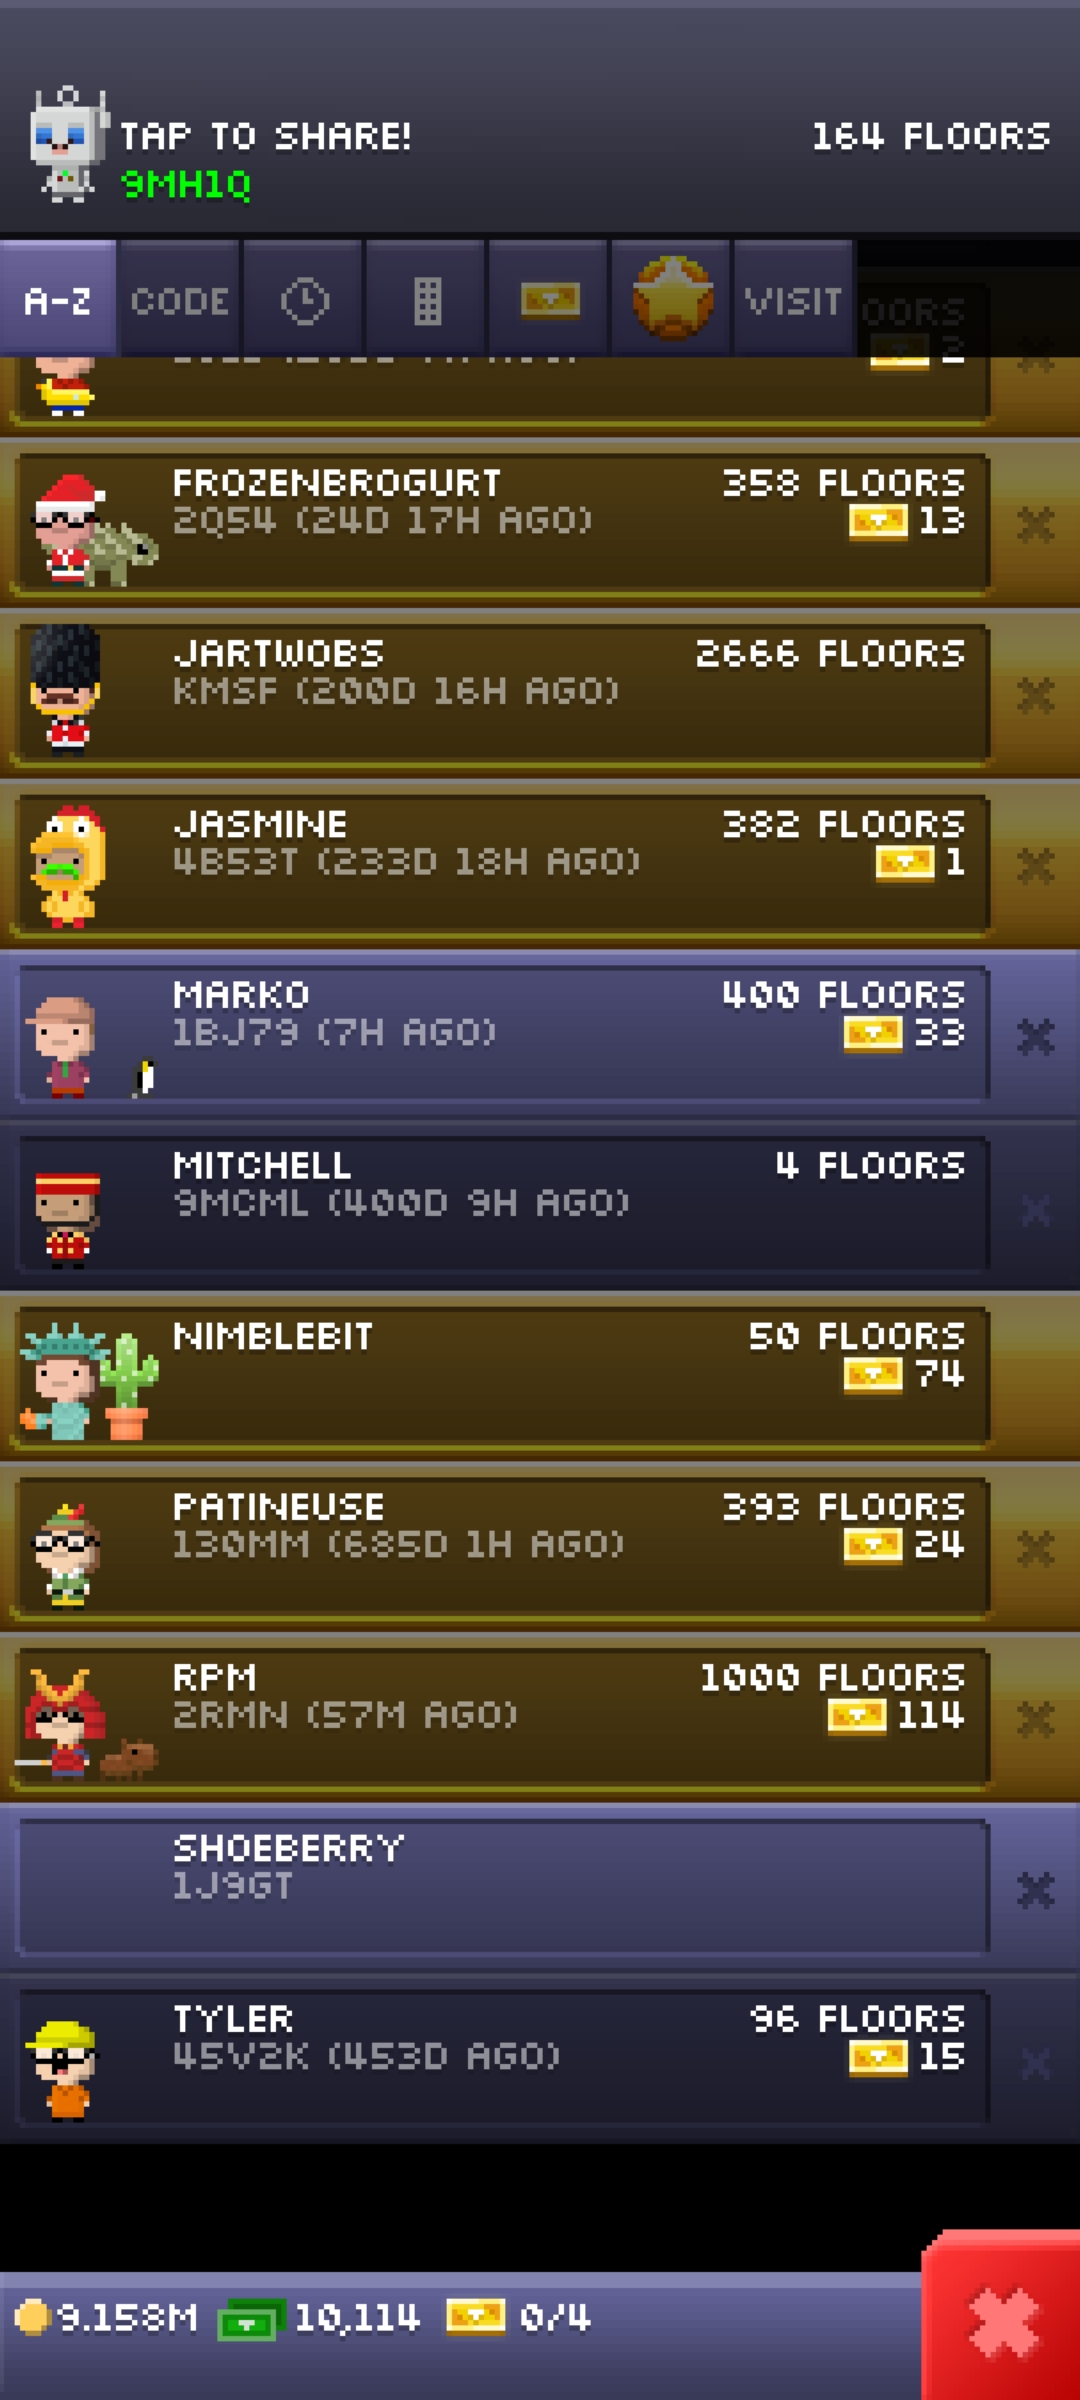 TAP TO SHARE!
164 FLOORS
9MH1Q
A-Z
CODE
VISIT
OORS
2
FROZENBROGURT
358 FLOORS
2Q54 (24D 17H AGO)
13
JARTWOBS
2666 FLOORS
KMSF (200D 16H AGO)
JASMINE
382 FLOORS
4B53T (233D 18H AGO)
1
MARKO
400 FLOORS
1BJ79 (7H AGO)
33
MITCHELL
4 FLOORS
9MCML (400D 9H AGO)
NIMBLEBIT
50 FLOORS
74
PATINEUSE
393 FLOORS
130MM (685D 1H AGO)
24
RPM
1000 FLOORS
2RMN (57M AGO)
114
SHOEBERRY
1J9GT
TYLER
96 FLOORS
45V2K (453D AGO)
15
9.158M
10,114
0/4